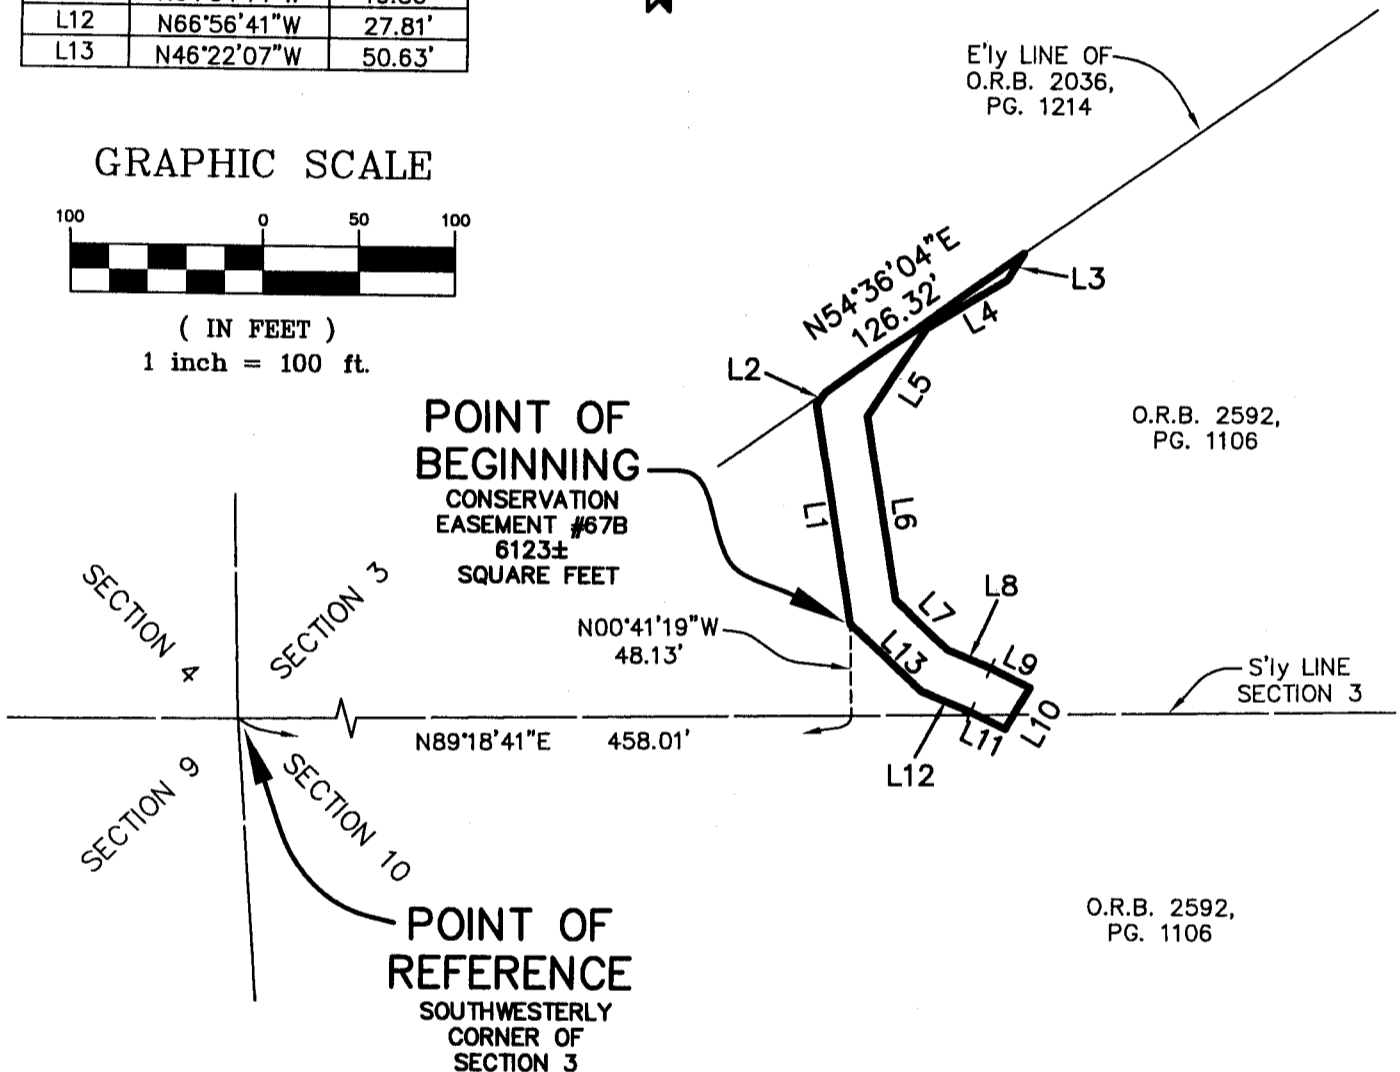 L12 N66°56'41"W 27.81'
L13 N46°22'07"W 50.63'
GRAPHIC SCALE
100 0 50 100
( IN FEET )
1 inch = 100 ft.
E'ly LINE OF
O.R.B. 2036,
PG. 1214
N54°36'04"E
126.32'
L3
L4
L2
L5
O.R.B. 2592,
PG. 1106
POINT OF
BEGINNING
CONSERVATION
EASEMENT #67B
6123±
SQUARE FEET
L1
L6
L7
L8
L9
L13
N00°41'19"W
48.13'
SECTION 4
SECTION 3
S'ly LINE
SECTION 3
L10
L11
L12
N89°18'41"E 458.01'
SECTION 9
SECTION 10
POINT OF
REFERENCE
SOUTHWESTERLY
CORNER OF
SECTION 3
O.R.B. 2592,
PG. 1106